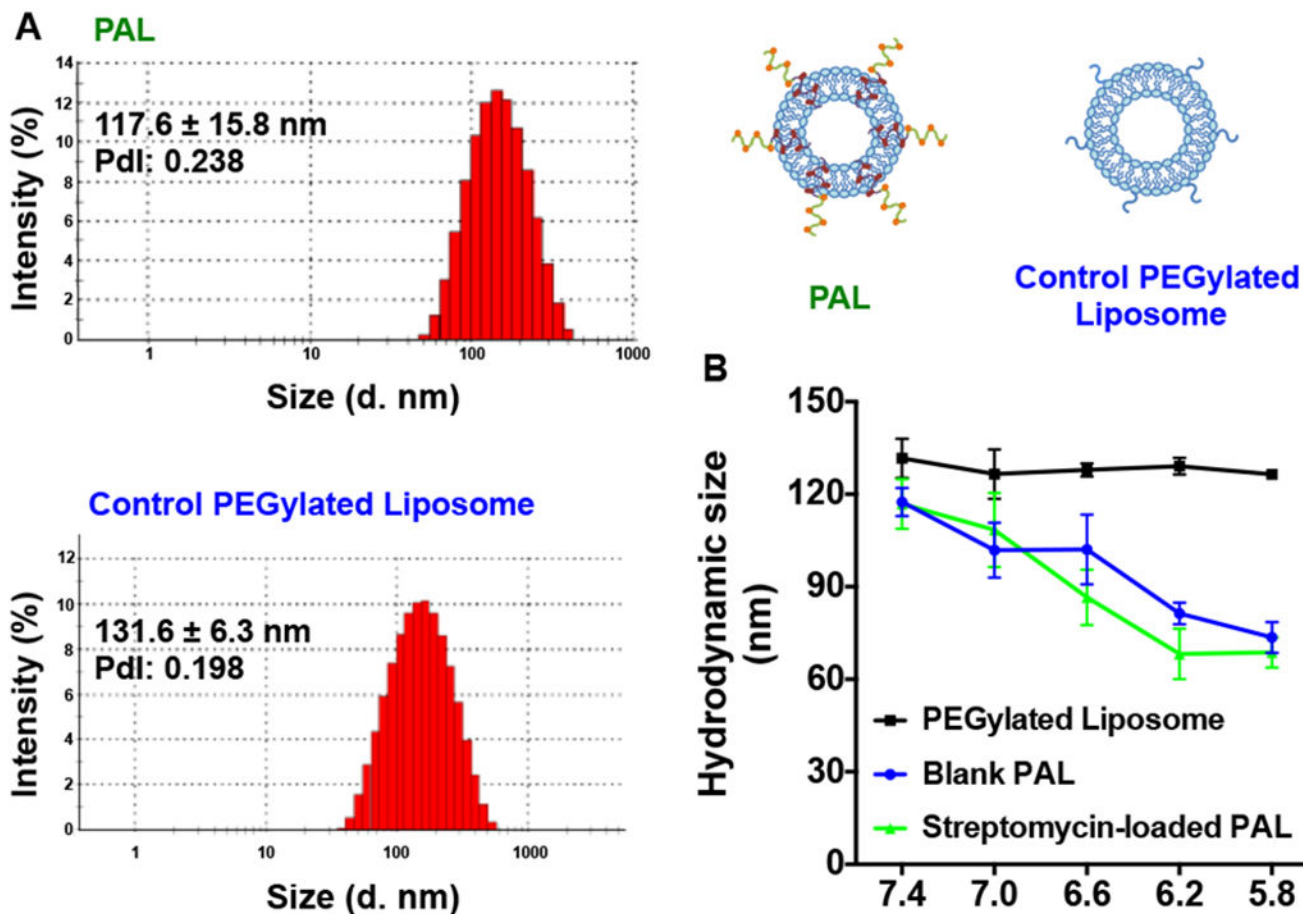 A
PAL
Intensity (%)
14
12
10
8
6
4
2
0
117.6 ± 15.8 nm
PdI: 0.238
1
10
100
1000
Size (d. nm)
PAL
Control PEGylated
Liposome
Control PEGylated Liposome
Intensity (%)
12
10
8
6
4
2
0
131.6 ± 6.3 nm
PdI: 0.198
1
10
100
1000
Size (d. nm)
B
Hydrodynamic size
(nm)
150
120
90
60
30
0
PEGylated Liposome
Blank PAL
Streptomycin-loaded PAL
7.4
7.0
6.6
6.2
5.8